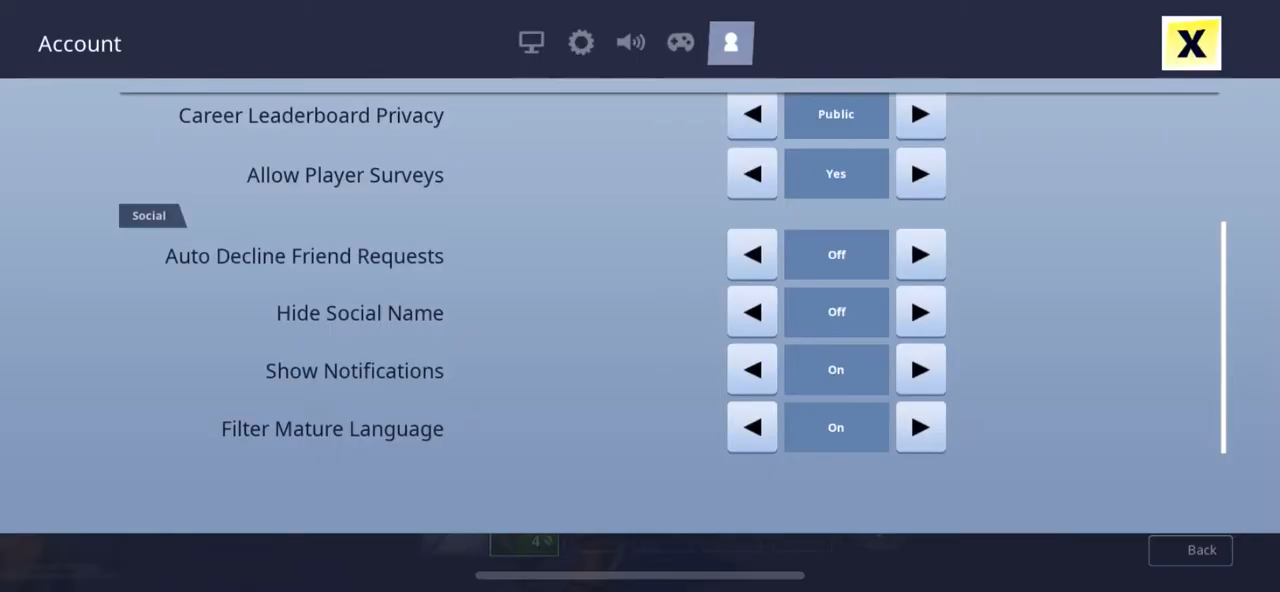 Account
X
Career Leaderboard Privacy
Public
Allow Player Surveys
Yes
Social
Auto Decline Friend Requests
Off
Hide Social Name
Off
Show Notifications
On
Filter Mature Language
On
4
Back